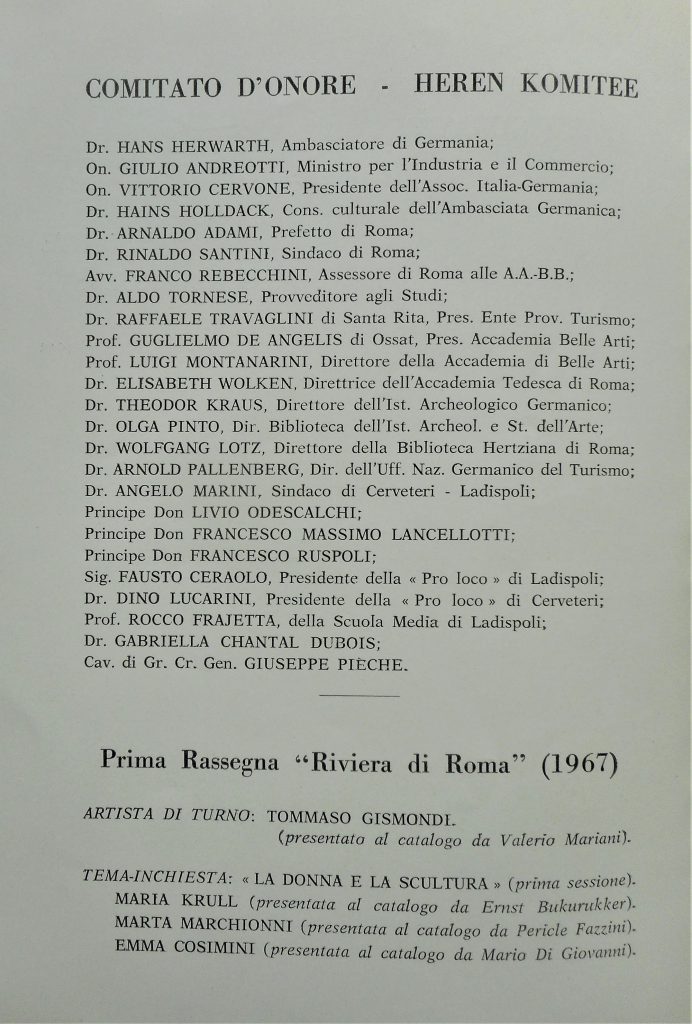 COMITATO D'ONORE - HEREN KOMITEE
Dr. HANS HERWARTH, Ambasciatore di Germania;
On. GIULIO ANDREOTTI, Ministro per l'Industria e il Commercio;
On. VITTORIO CERVONE, Presidente dell'Assoc. Italia-Germania;
Dr. HAINS HOLLDACK, Cons. culturale dell'Ambasciata Germanica;
Dr. ARNALDO ADAMI, Prefetto di Roma;
Dr. RINALDO SANTINI, Sindaco di Roma;
Avv. FRANCO REBECCHINI, Assessore di Roma alle A.A.-B.B.;
Dr. ALDO TORNESE, Provveditore agli Studi;
Dr. RAFFAELE TRAVAGLINI di Santa Rita, Pres. Ente Prov. Turismo;
Prof. GUGLIELMO DE ANGELIS di Ossat, Pres. Accademia Belle Arti;
Prof. LUIGI MONTANARINI, Direttore della Accademia di Belle Arti;
Dr. ELISABETH WOLKEN, Direttrice dell'Accademia Tedesca di Roma;
Dr. THEODOR KRAUS, Direttore dell'Ist. Archeologico Germanico;
Dr. OLGA PINTO, Dir. Biblioteca dell'Ist. Archeol. e St. dell'Arte;
Dr. WOLFGANG LOTZ, Direttore della Biblioteca Hertziana di Roma;
Dr. ARNOLD PALLENBERG, Dir. dell'Uff. Naz. Germanico del Turismo;
Dr. ANGELO MARINI, Sindaco di Cerveteri - Ladispoli;
Principe Don LIVIO ODESCALCHI;
Principe Don FRANCESCO MASSIMO LANCELLOTTI;
Principe Don FRANCESCO RUSPOLI;
Sig. FAUSTO CERAOLO, Presidente della « Pro loco » di Ladispoli;
Dr. DINO LUCARINI, Presidente della « Pro loco » di Cerveteri;
Prof. ROCCO FRAJETTA, della Scuola Media di Ladispoli;
Dr. GABRIELLA CHANTAL DUBOIS;
Cav. di Gr. Cr. Gen. GIUSEPPE PIÈCHE.
Prima Rassegna “Riviera di Roma” (1967)
ARTISTA DI TURNO: TOMMASO GISMONDI.
(presentato al catalogo da Valerio Mariani).
TEMA-INCHIESTA: « LA DONNA E LA SCULTURA » (prima sessione).
MARIA KRULL (presentata al catalogo da Ernst Bukurukker).
MARTA MARCHIONNI (presentata al catalogo da Pericle Fazzini).
EMMA COSIMINI (presentata al catalogo da Mario Di Giovanni).